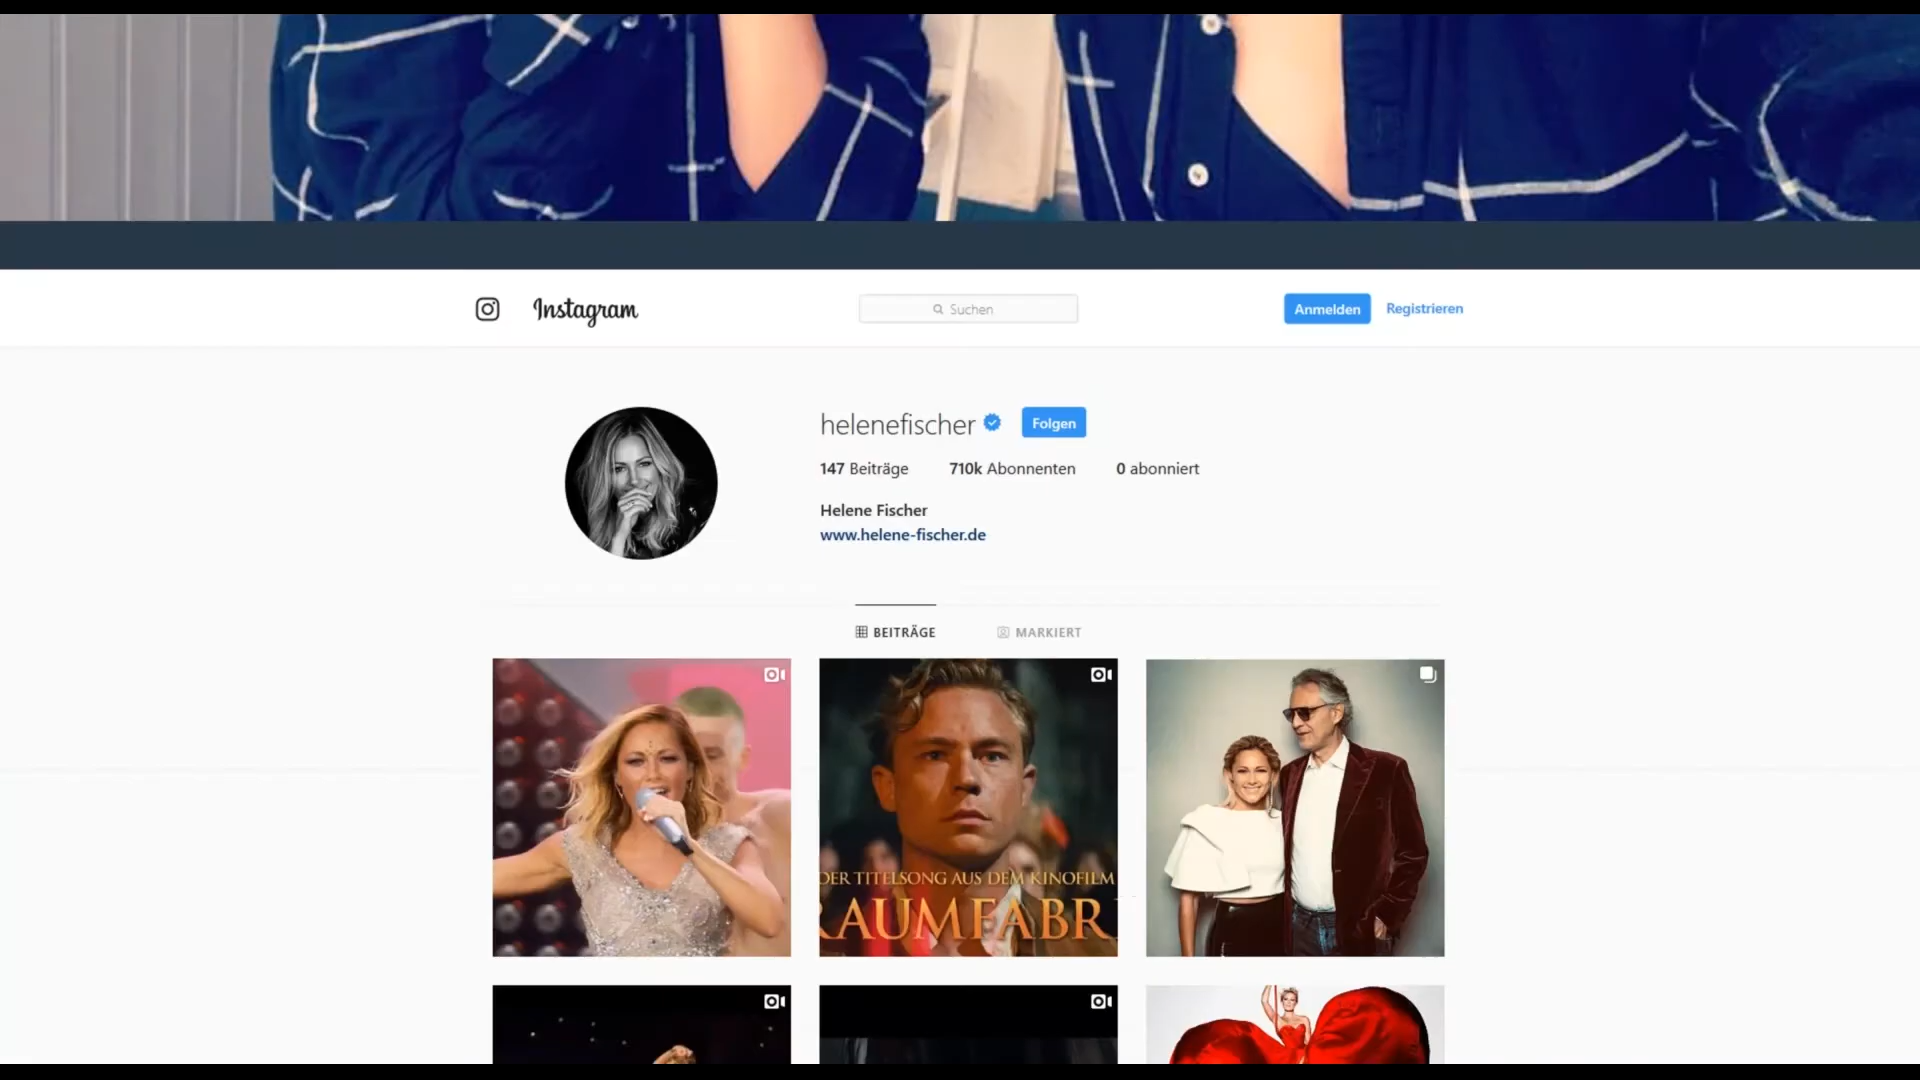 Instagram
Suchen
Anmelden
Registrieren
helenefischer
Folgen
147 Beiträge
710k Abonnenten
0 abonniert
Helene Fischer
www.helene-fischer.de
BEITRÄGE
MARKIERT
DER TITELSONG AUS DEM KINOFILM
RAUMFABR